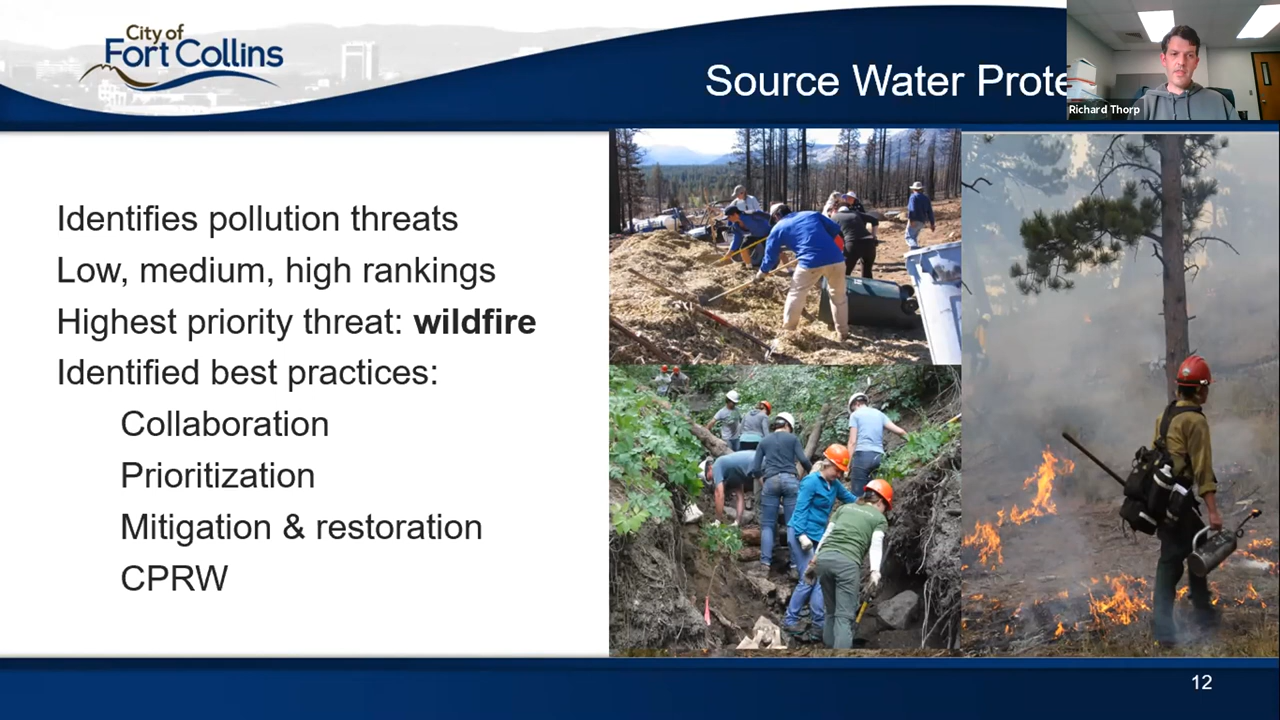 City of
Fort Collins
Source Water Prote
Richard Thorp
Identifies pollution threats
Low, medium, high rankings
Highest priority threat: wildfire
Identified best practices:
Collaboration
Prioritization
Mitigation & restoration
CPRW
12